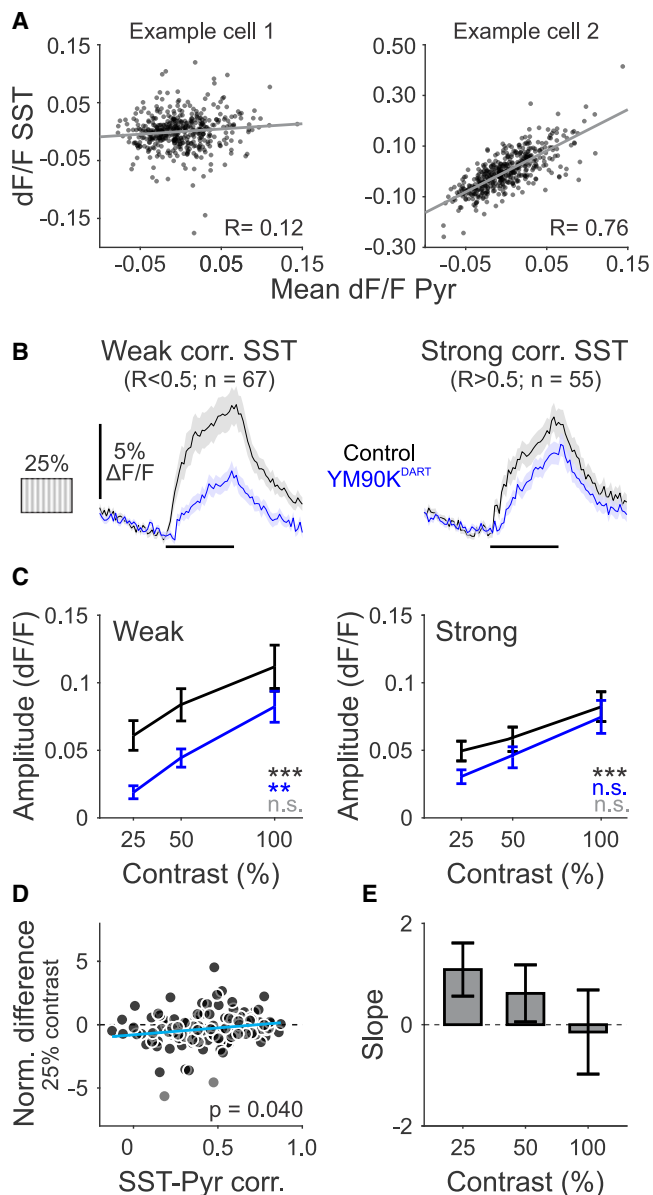 A
Example cell 1
Example cell 2
dF/F SST
0.15
0.05
-0.05
-0.15
R= 0.12
-0.05
0.05
0.15
0.50
0.30
0.10
-0.10
-0.30
R= 0.76
-0.05
0.05
0.15
Mean dF/F Pyr
B
Weak corr. SST
(R<0.5; n = 67)
Strong corr. SST
(R>0.5; n = 55)
25%
5%
ΔF/F
Control
YM90K^DART
C
Amplitude (dF/F)
0.15
0.1
0.05
0
Weak
***
**
n.s.
25
50
100
Contrast (%)
Amplitude (dF/F)
0.15
0.1
0.05
0
Strong
***
n.s.
n.s.
25
50
100
Contrast (%)
D
Norm. difference
25% contrast
5
0
-5
p = 0.040
0
0.5
1.0
SST-Pyr corr.
E
Slope
2
0
-2
25
50
100
Contrast (%)